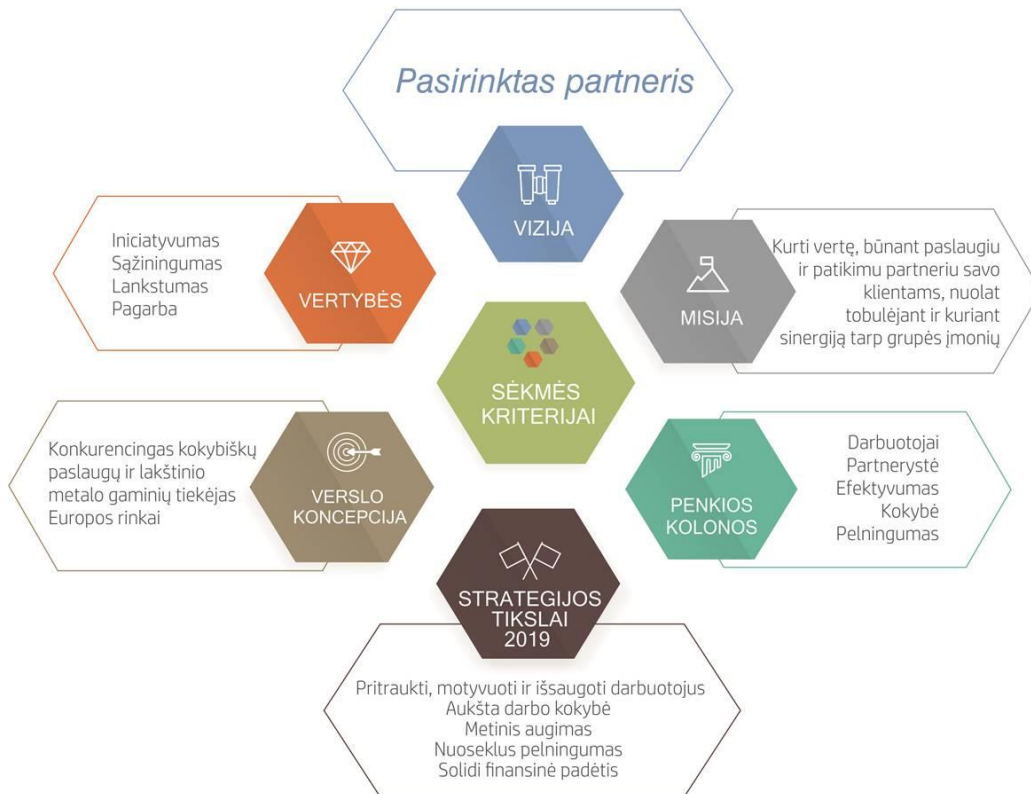 Pasirinktas partneris
VIZIJA
Iniciatyvumas
Sąžiningumas
Lankstumas
Pagarba
VERTYBĖS
MISIJA
Kurti vertę, būnant paslaugiu
ir patikimu partneriu savo
klientams, nuolat
tobulėjant ir kuriant
sinergiją tarp grupės įmonių
SĖKMĖS
KRITERIJAI
Konkurencingas kokybiškų
paslaugų ir lakštinio
metalo gaminių tiekėjas
Europos rinkai
VERSLO
KONCEPCIJA
PENKIOS
KOLONOS
Darbuotojai
Partnerystė
Efektyvumas
Kokybė
Pelningumas
STRATEGIJOS
TIKSLAI
2019
Pritraukti, motyvuoti ir išsaugoti darbuotojus
Aukšta darbo kokybė
Metinis augimas
Nuoseklus pelningumas
Solidi finansinė padėtis